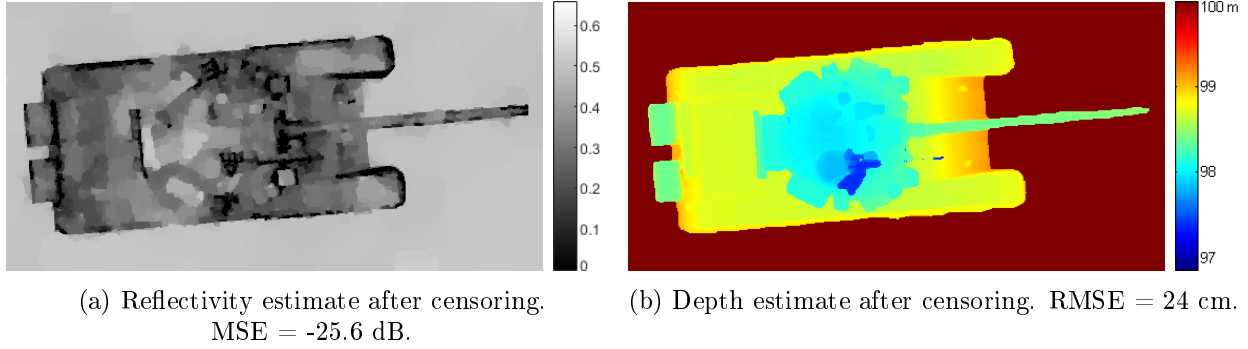 0.6
0.5
0.4
0.3
0.2
0.1
0
100 m
99
98
97
(a) Reflectivity estimate after censoring.
MSE = -25.6 dB.
(b) Depth estimate after censoring. RMSE = 24 cm.